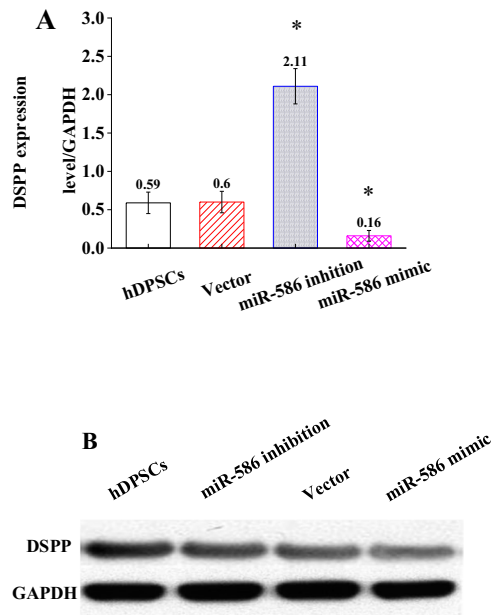 A
DSPP expression
level/GAPDH
3.0
2.5
2.0
1.5
1.0
0.5
0.0
0.59
0.6
*
2.11
*
0.16
hDPSCs
Vector
miR-586 inhition
miR-586 mimic
B
hDPSCs
miR-586 inhibition
Vector
miR-586 mimic
DSPP
GAPDH